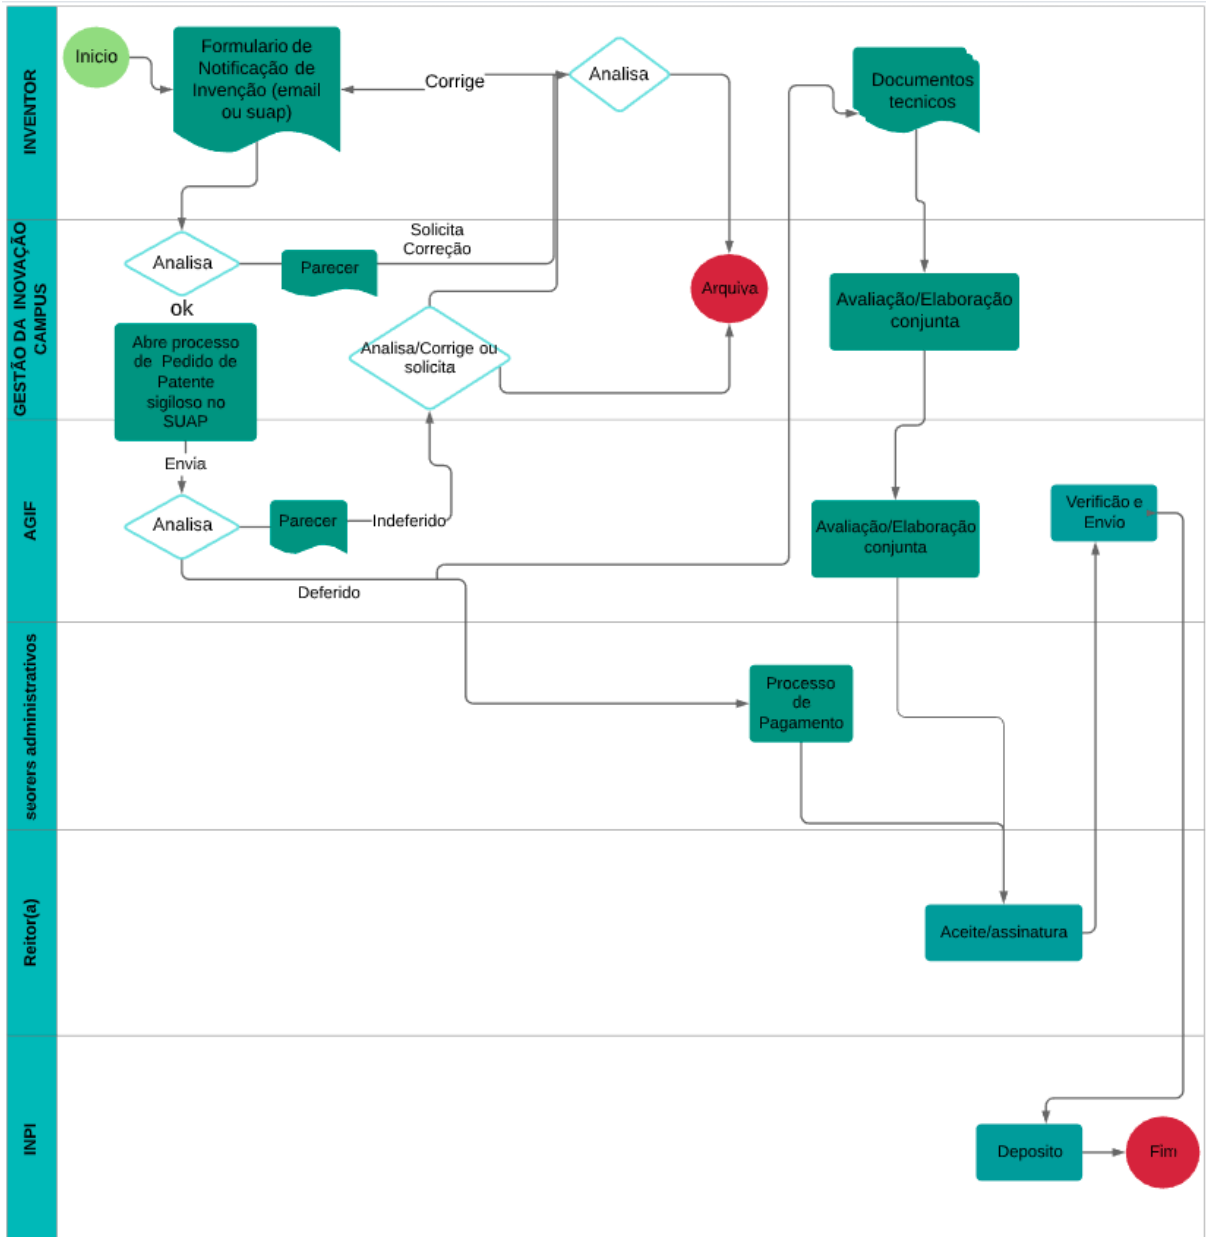 INVENTOR
Inicio
Formulario de
Notificação de
Invenção (email
ou suap)
Corrige
Analisa
Documentos
tecnicos
GESTÃO DA INOVAÇÃO
CAMPUS
Analisa
ok
Parecer
Solicita
Correção
Abre processo
de Pedido de
Patente
sigiloso no
SUAP
Analisa/Corrige ou
solicita
Arquiva
Avaliação/Elaboração
conjunta
AGIF
Envia
Analisa
Parecer
Indeferido
Deferido
Avaliação/Elaboração
conjunta
Verificão e
Envio
seorers administrativos
Processo
de
Pagamento
Reitor(a)
Aceite/assinatura
INPI
Deposito
Fim